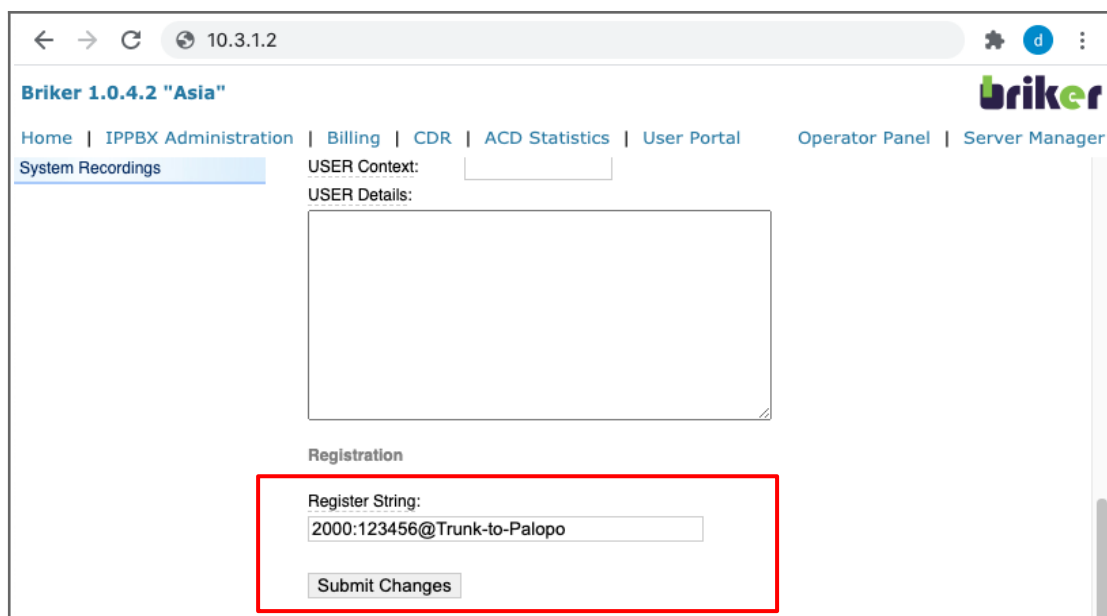 10.3.1.2
d
Briker 1.0.4.2 "Asia"
briker
Home | IPPBX Administration | Billing | CDR | ACD Statistics | User Portal Operator Panel | Server Manager
System Recordings
USER Context:
USER Details:
Registration
Register String:
2000:123456@Trunk-to-Palopo
Submit Changes